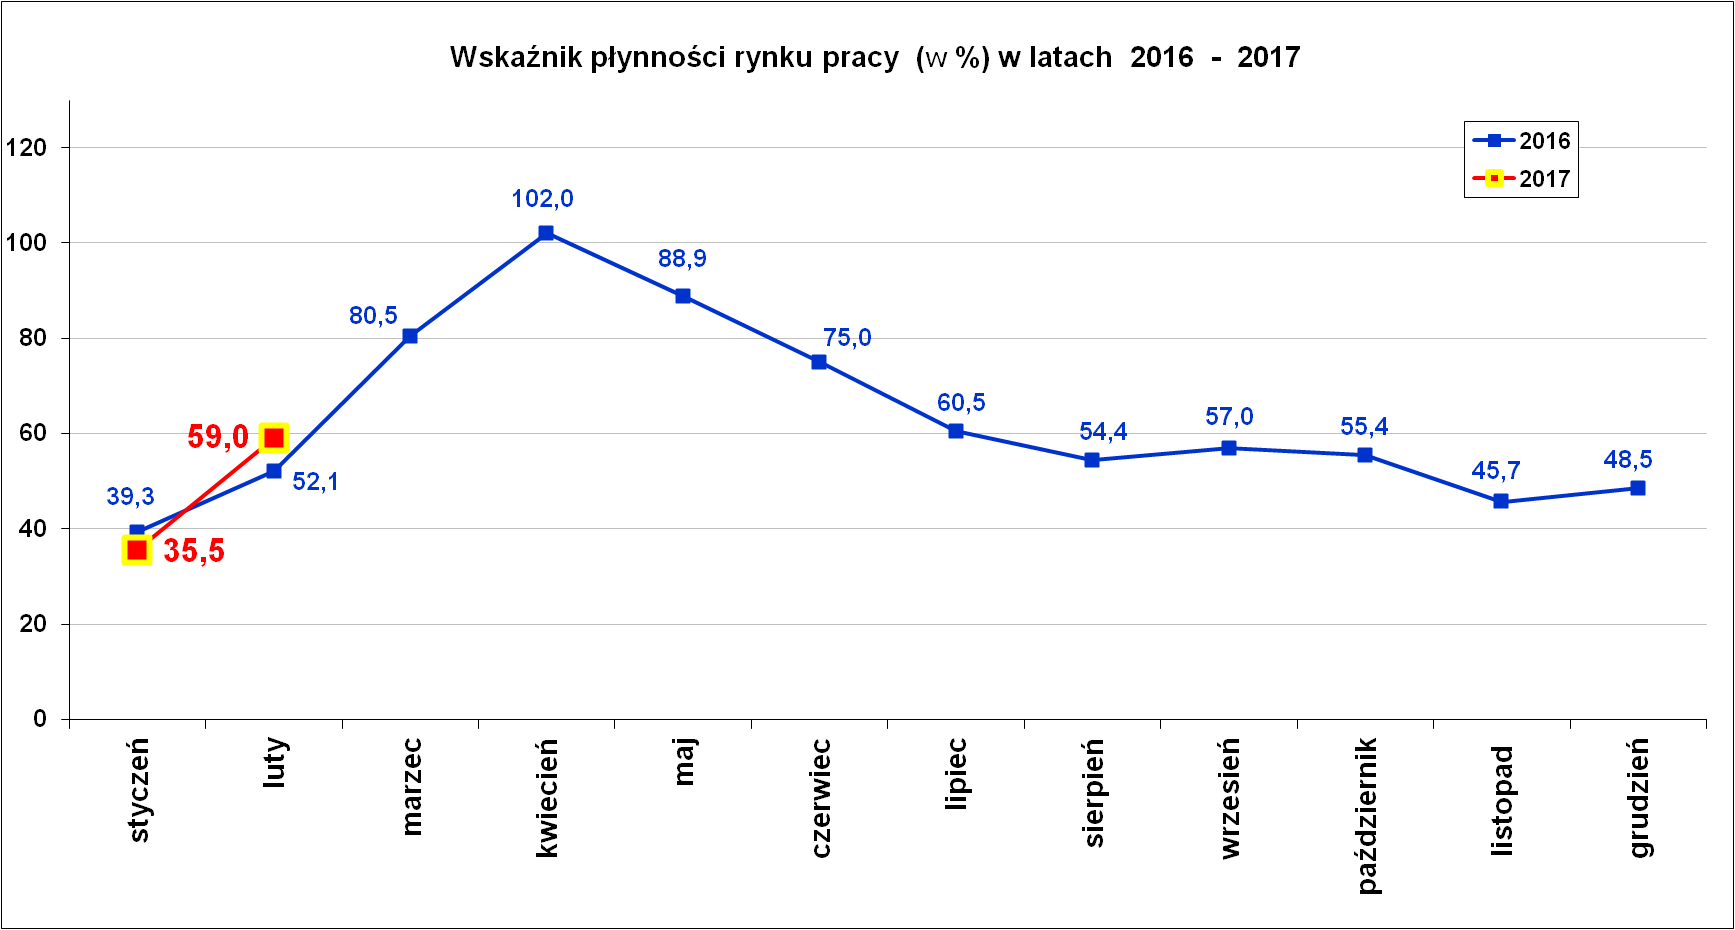 Wskaźnik płynności rynku pracy (w %) w latach 2016 - 2017
2016
2017
120
100
80
60
40
20
0
102,0
88,9
80,5
75,0
60,5
59,0
57,0
55,4
54,4
52,1
48,5
45,7
39,3
35,5
styczeń
luty
marzec
kwiecień
maj
czerwiec
lipiec
sierpień
wrzesień
październik
listopad
grudzień